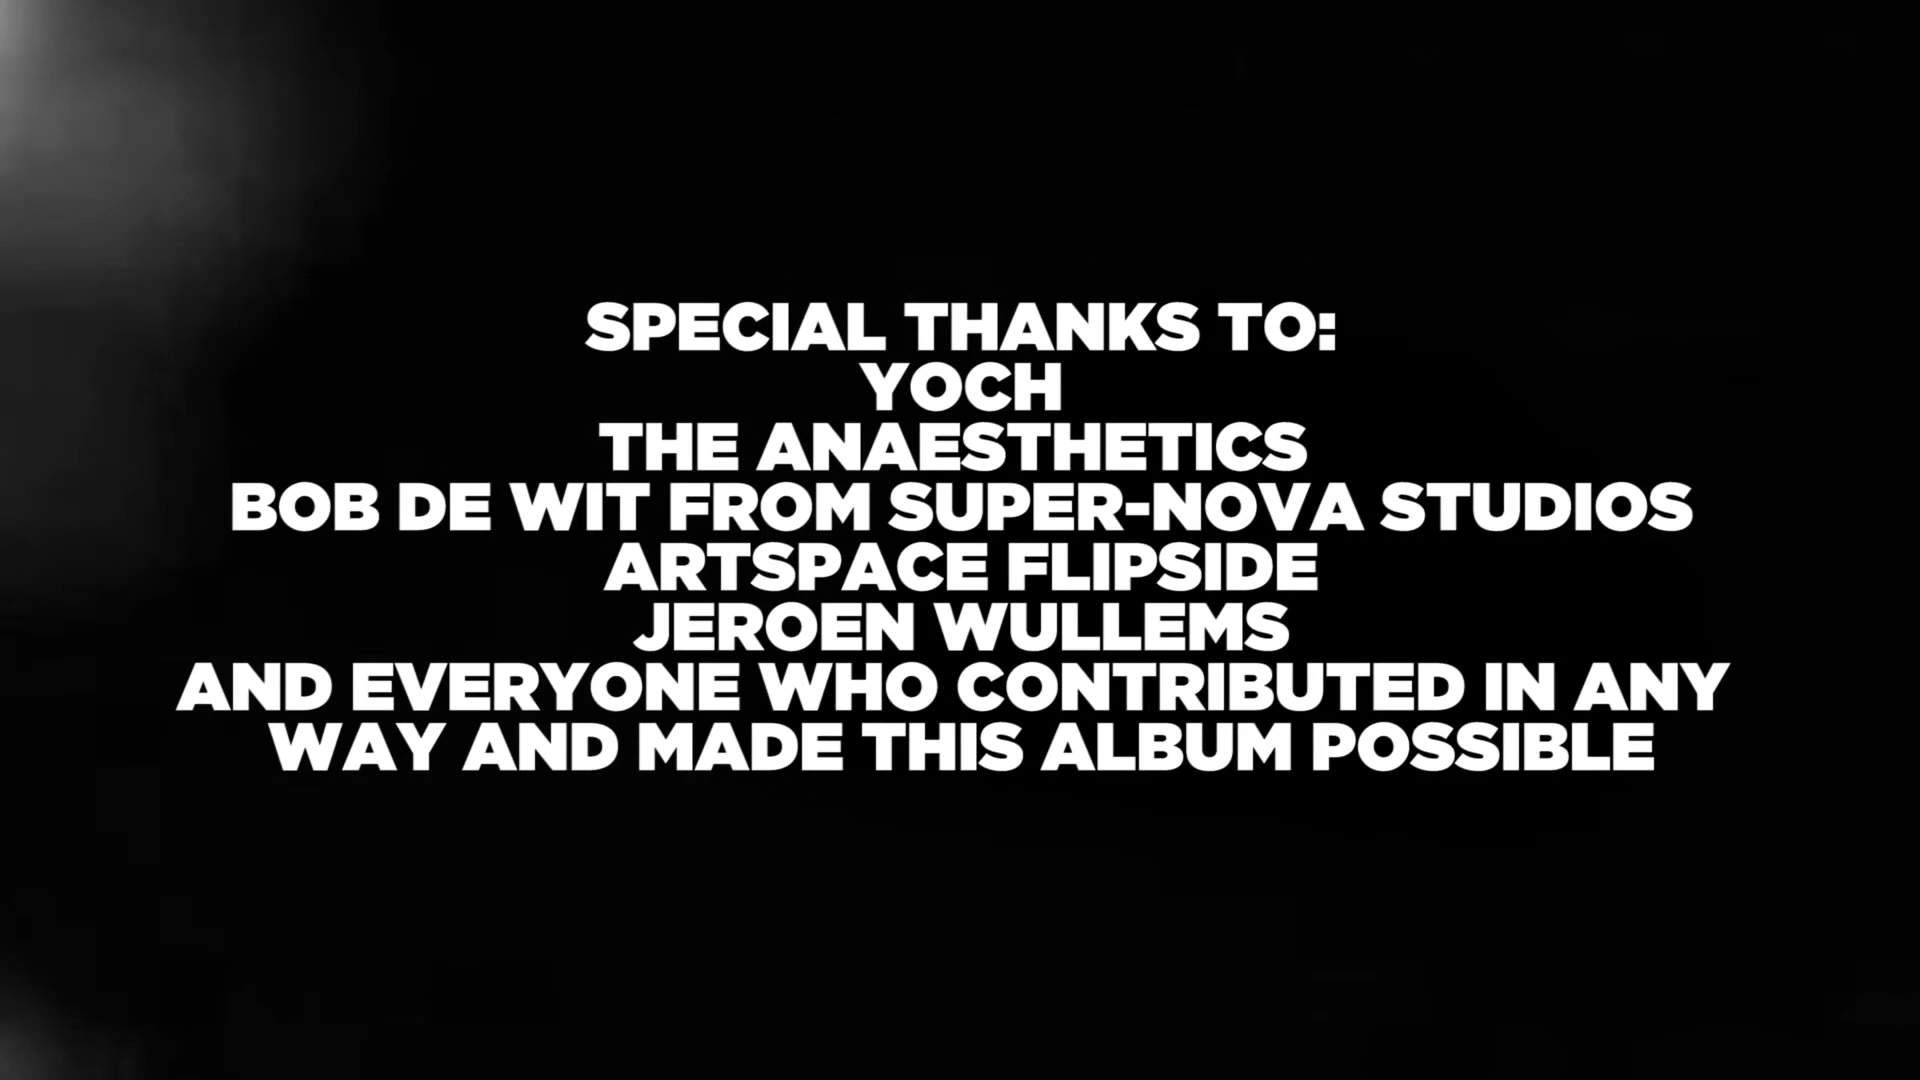 SPECIAL THANKS TO:
YOCH
THE ANAESTHETICS
BOB DE WIT FROM SUPER-NOVA STUDIOS
ARTSPACE FLIPSIDE
JEROEN WULLEMS
AND EVERYONE WHO CONTRIBUTED IN ANY
WAY AND MADE THIS ALBUM POSSIBLE